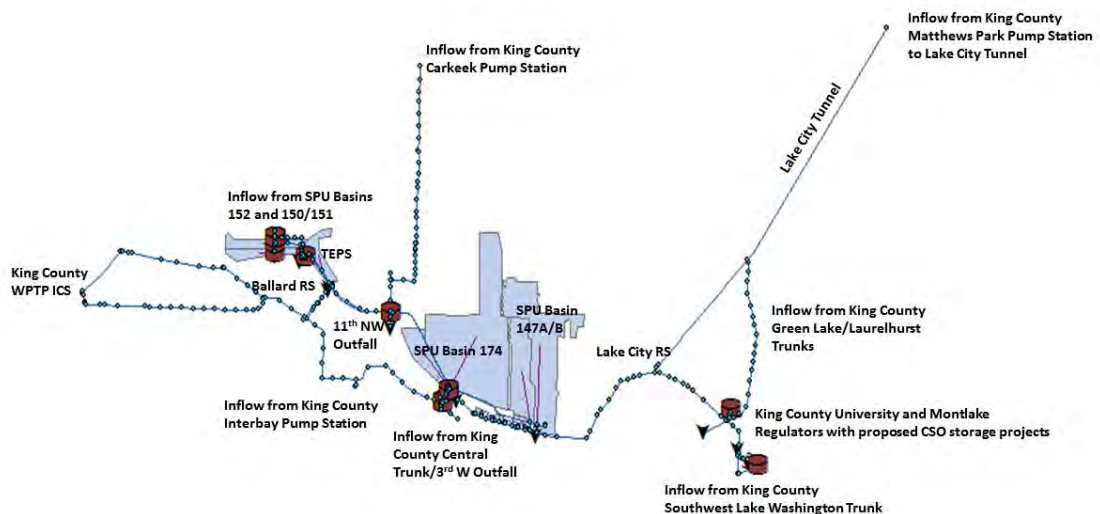 Inflow from King County
Matthews Park Pump Station
to Lake City Tunnel
Inflow from King County
Carkeek Pump Station
Lake City Tunnel
Inflow from SPU Basins
152 and 150/151
TEPS
King County
WPTP ICS
Ballard RS
11th NW
Outfall
SPU Basin 174
SPU Basin
147A/B
Inflow from King County
Green Lake/Laurelhurst
Trunks
Lake City RS
Inflow from King County
Interbay Pump Station
Inflow from King
County Central
Trunk/3rd W Outfall
King County University and Montlake
Regulators with proposed CSO storage projects
Inflow from King County
Southwest Lake Washington Trunk